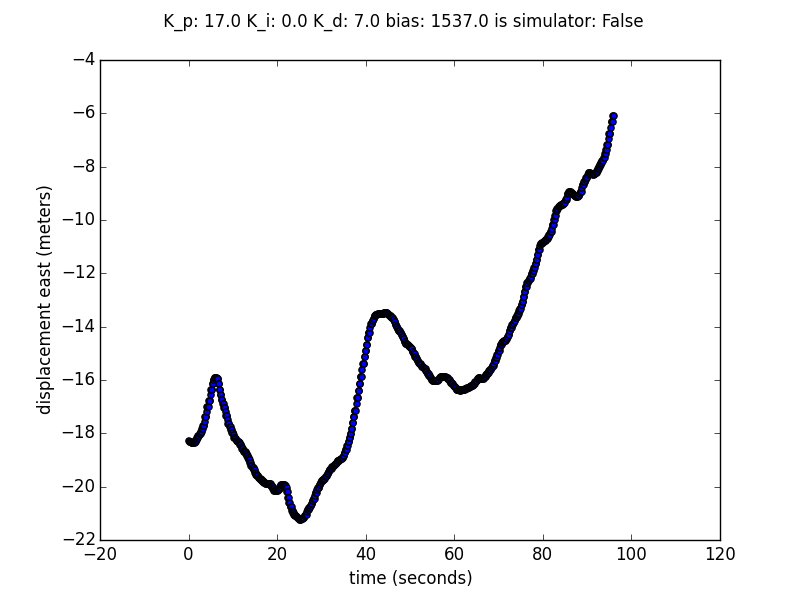 K_p: 17.0 K_i: 0.0 K_d: 7.0 bias: 1537.0 is simulator: False
−4
−6
−8
−10
−12
−14
−16
−18
−20
−22
displacement east (meters)
−20 0 20 40 60 80 100 120
time (seconds)